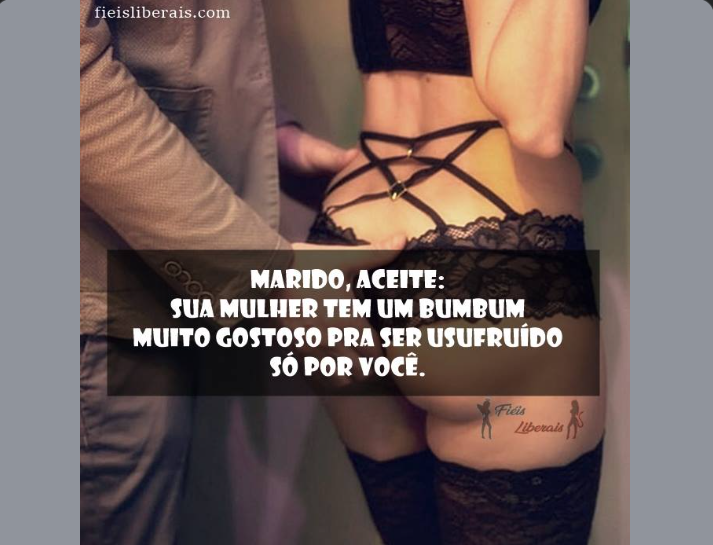 fieisliberais.com
MARIDO, ACEITE:
SUA MULHER TEM UM BUMBUM
MUITO GOSTOSO PRA SER USUFRUÍDO
SÓ POR VOCÊ.
Fiéis
Liberais